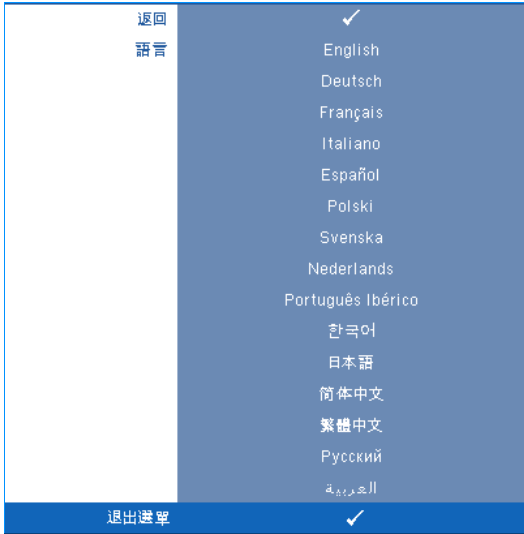 返回 ✓
語言 English
Deutsch
Français
Italiano
Español
Polski
Svenska
Nederlands
Português Ibérico
한국어
日本語
简体中文
繁體中文
Русский
العربية
退出選單 ✓